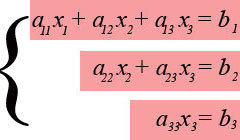 a₁₁x₁ + a₁₂x₂ + a₁₃x₃ = b₁
a₂₂x₂ + a₂₃x₃ = b₂
a₃₃x₃ = b₃